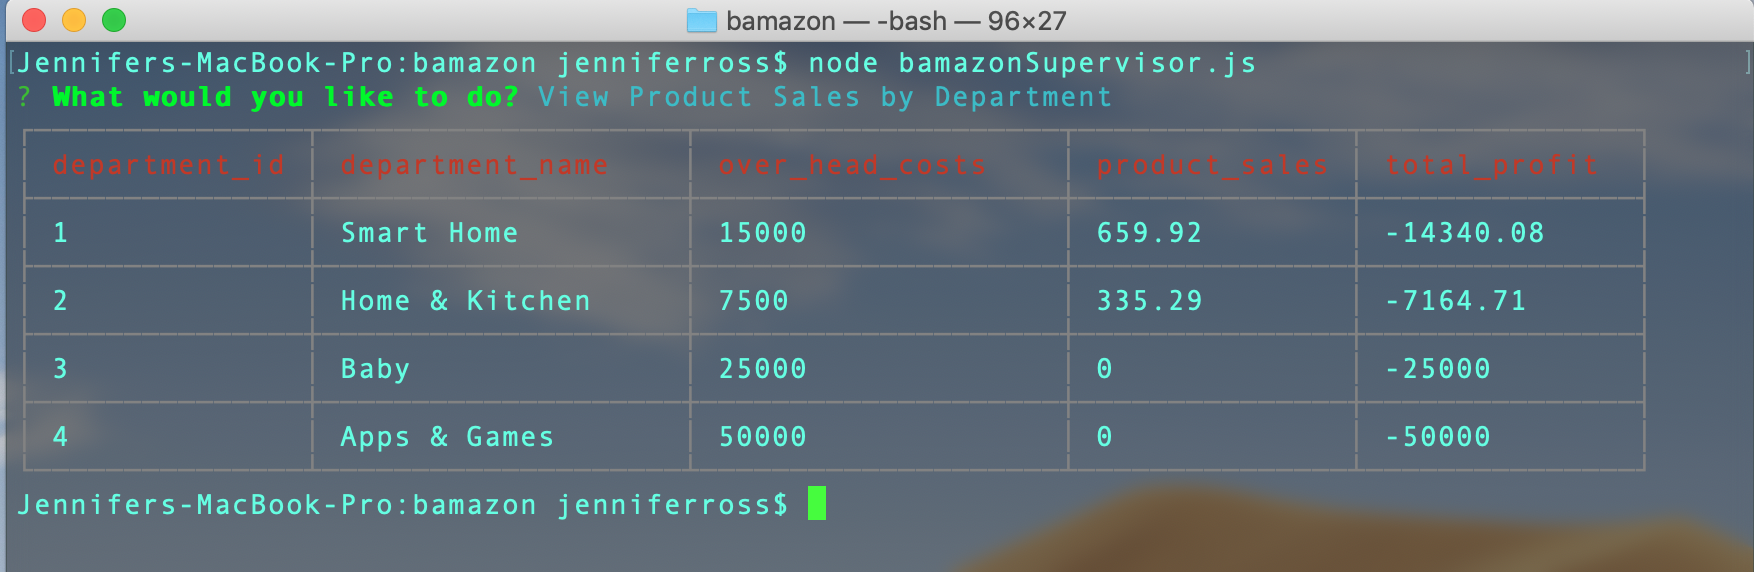 bamazon — -bash — 96×27
[Jennifers-MacBook-Pro:bamazon jenniferross$ node bamazonSupervisor.js ]
? What would you like to do? View Product Sales by Department
department_id department_name over_head_costs product_sales total_profit
1 Smart Home 15000 659.92 -14340.08
2 Home & Kitchen 7500 335.29 -7164.71
3 Baby 25000 0 -25000
4 Apps & Games 50000 0 -50000
Jennifers-MacBook-Pro:bamazon jenniferross$